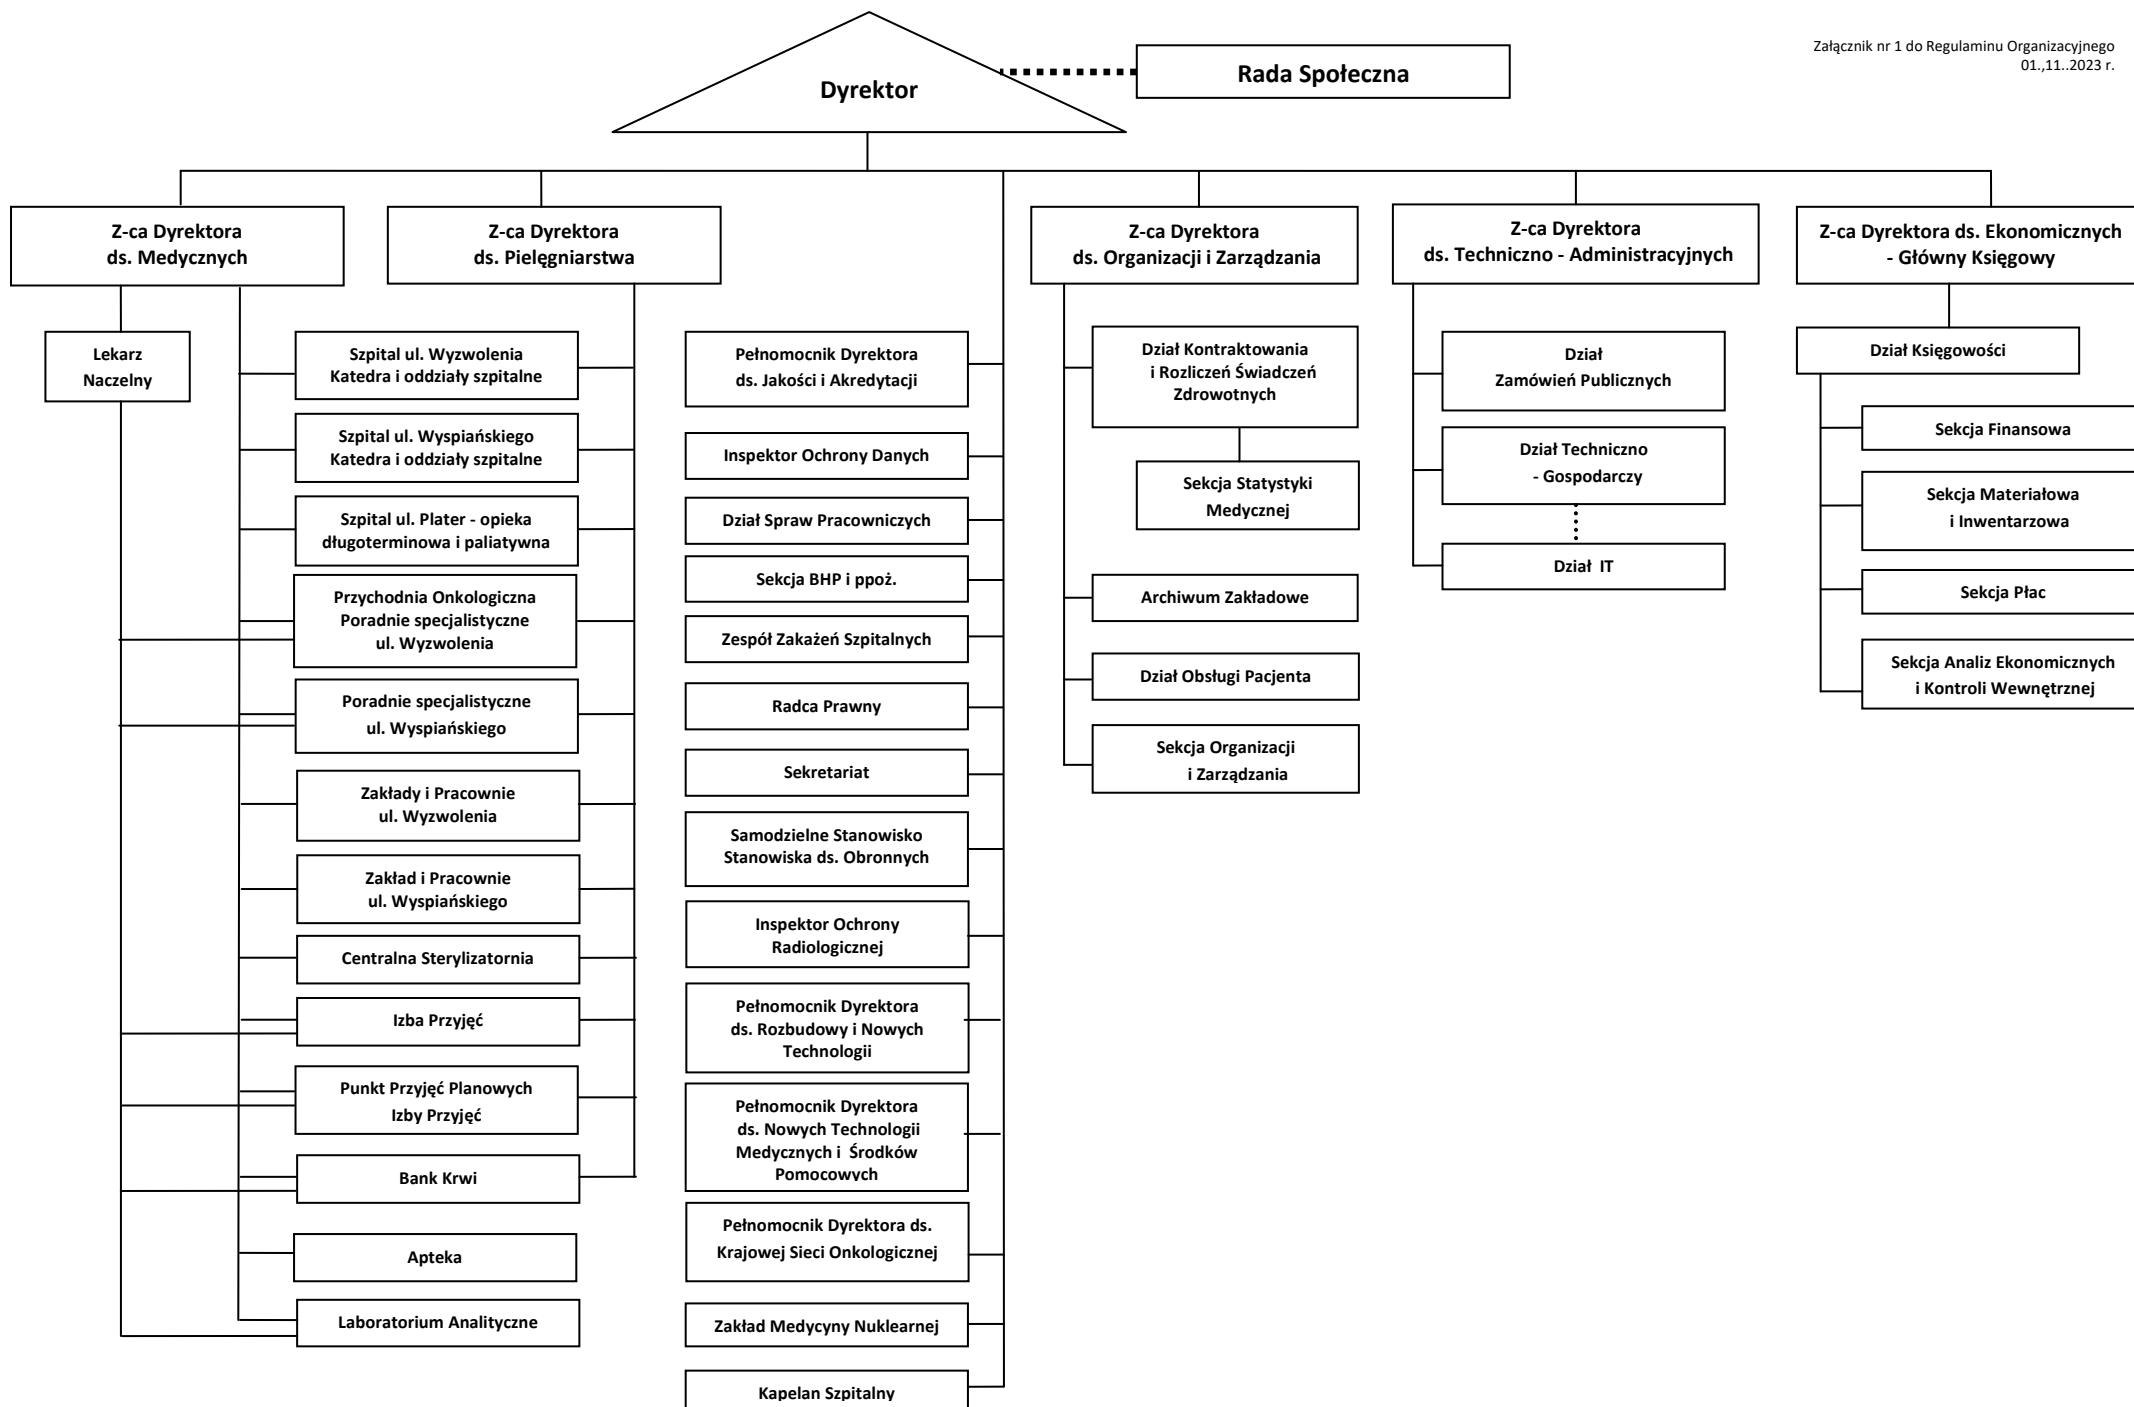 Załącznik nr 1 do Regulaminu Organizacyjnego
01.,11..2023 r.
Dyrektor
Rada Społeczna
Z-ca Dyrektora
ds. Medycznych
Z-ca Dyrektora
ds. Pielęgniarstwa
Z-ca Dyrektora
ds. Organizacji i Zarządzania
Z-ca Dyrektora
ds. Techniczno - Administracyjnych
Z-ca Dyrektora ds. Ekonomicznych
- Główny Księgowy
Lekarz
Naczelny
Szpital ul. Wyzwolenia
Katedra i oddziały szpitalne
Szpital ul. Wyspiańskiego
Katedra i oddziały szpitalne
Szpital ul. Plater - opieka
długoterminowa i paliatywna
Przychodnia Onkologiczna
Poradnie specjalistyczne
ul. Wyzwolenia
Poradnie specjalistyczne
ul. Wyspiańskiego
Zakłady i Pracownie
ul. Wyzwolenia
Zakład i Pracownie
ul. Wyspiańskiego
Centralna Sterylizatornia
Izba Przyjęć
Punkt Przyjęć Planowych
Izby Przyjęć
Bank Krwi
Apteka
Laboratorium Analityczne
Pełnomocnik Dyrektora
ds. Jakości i Akredytacji
Inspektor Ochrony Danych
Dział Spraw Pracowniczych
Sekcja BHP i ppoż.
Zespół Zakażeń Szpitalnych
Radca Prawny
Sekretariat
Samodzielne Stanowisko
Stanowiska ds. Obronnych
Inspektor Ochrony
Radiologicznej
Pełnomocnik Dyrektora
ds. Rozbudowy i Nowych
Technologii
Pełnomocnik Dyrektora
ds. Nowych Technologii
Medycznych i Środków
Pomocowych
Pełnomocnik Dyrektora ds.
Krajowej Sieci Onkologicznej
Zakład Medycyny Nuklearnej
Kapelan Szpitalny
Dział Kontraktowania
i Rozliczeń Świadczeń
Zdrowotnych
Sekcja Statystyki
Medycznej
Archiwum Zakładowe
Dział Obsługi Pacjenta
Sekcja Organizacji
i Zarządzania
Dział
Zamówień Publicznych
Dział Techniczno
- Gospodarczy
Dział IT
Dział Księgowości
Sekcja Finansowa
Sekcja Materiałowa
i Inwentarzowa
Sekcja Płac
Sekcja Analiz Ekonomicznych
i Kontroli Wewnętrznej